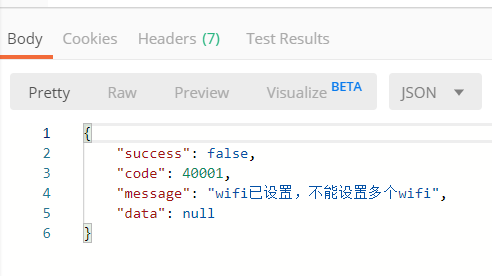 Body Cookies Headers (7) Test Results
Pretty Raw Preview Visualize BETA JSON
1 {
2 "success": false,
3 "code": 40001,
4 "message": "wifi已设置，不能设置多个wifi",
5 "data": null
6 }